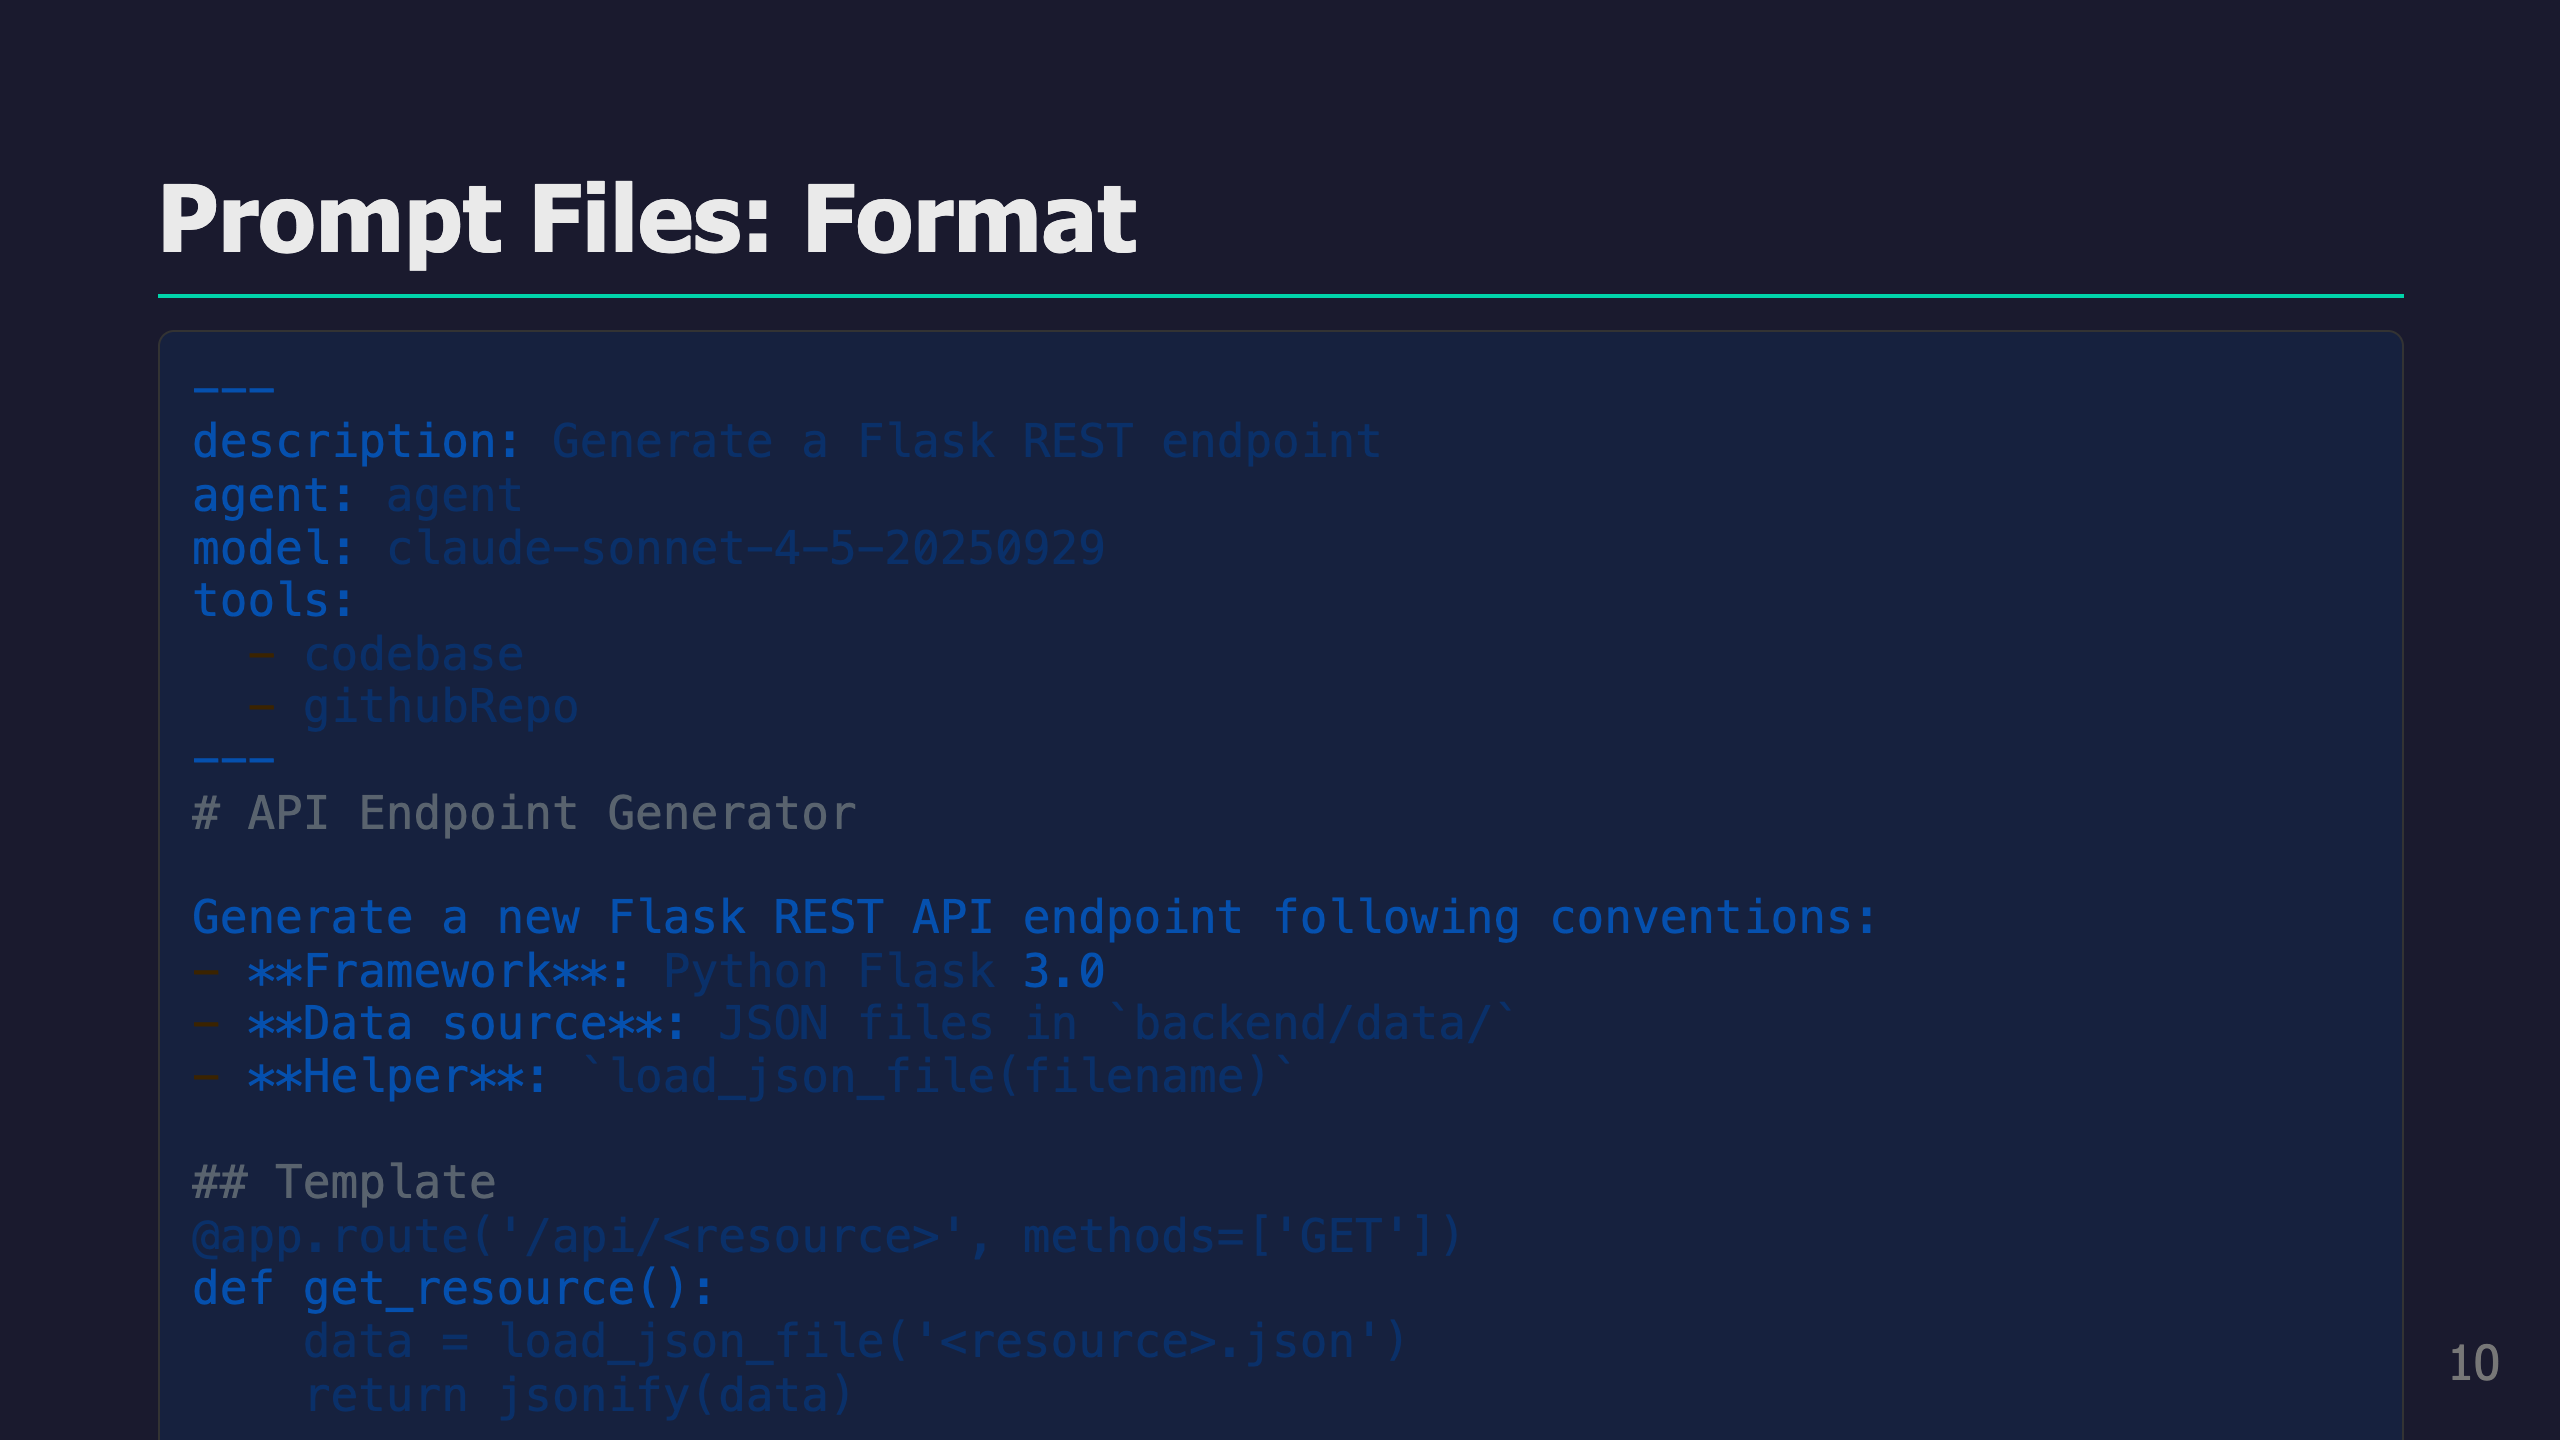 Prompt Files: Format
---
description: Generate a Flask REST endpoint
agent: agent
model: claude-sonnet-4-5-20250929
tools:
  - codebase
  - githubRepo
---
# API Endpoint Generator

Generate a new Flask REST API endpoint following conventions:
- **Framework**: Python Flask 3.0
- **Data source**: JSON files in `backend/data/`
- **Helper**: `load_json_file(filename)`

## Template
@app.route('/api/<resource>', methods=['GET'])
def get_resource():
    data = load_json_file('<resource>.json')
    return jsonify(data)
10